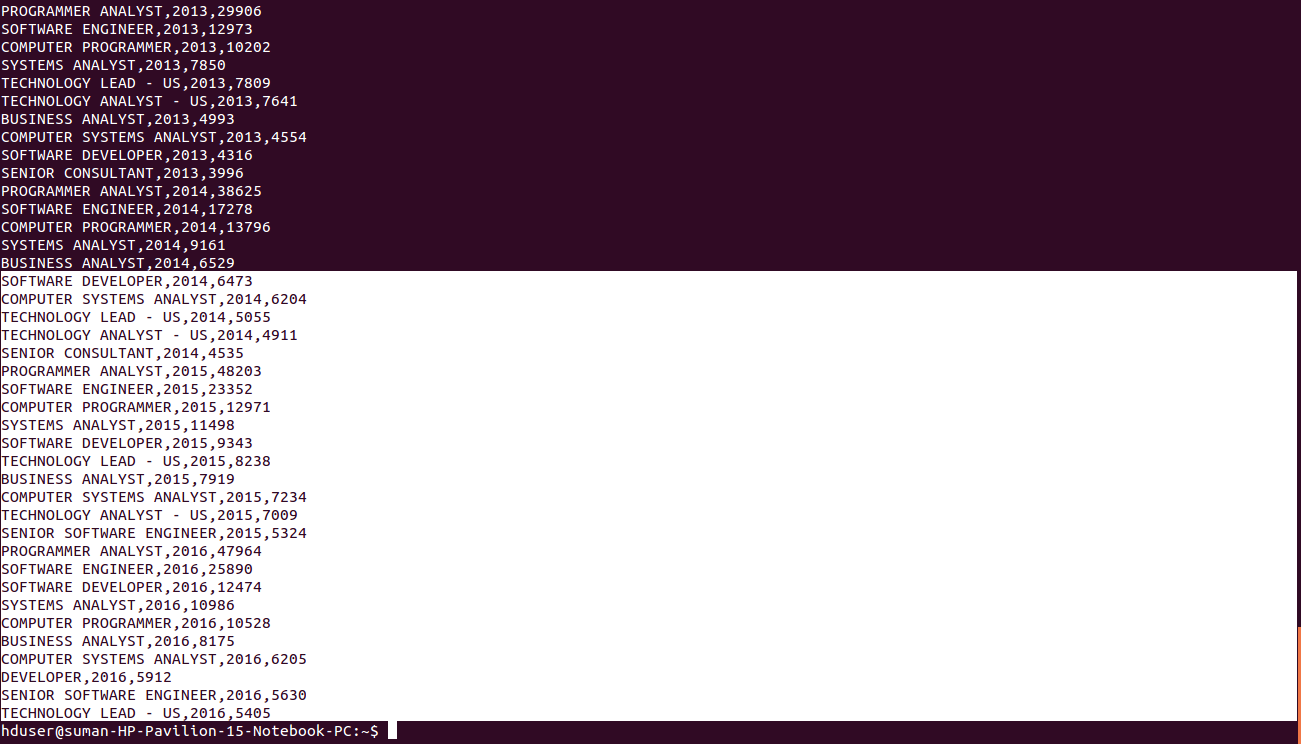 PROGRAMMER ANALYST,2013,29906
SOFTWARE ENGINEER,2013,12973
COMPUTER PROGRAMMER,2013,10202
SYSTEMS ANALYST,2013,7850
TECHNOLOGY LEAD - US,2013,7809
TECHNOLOGY ANALYST - US,2013,7641
BUSINESS ANALYST,2013,4993
COMPUTER SYSTEMS ANALYST,2013,4554
SOFTWARE DEVELOPER,2013,4316
SENIOR CONSULTANT,2013,3996
PROGRAMMER ANALYST,2014,38625
SOFTWARE ENGINEER,2014,17278
COMPUTER PROGRAMMER,2014,13796
SYSTEMS ANALYST,2014,9161
BUSINESS ANALYST,2014,6529
SOFTWARE DEVELOPER,2014,6473
COMPUTER SYSTEMS ANALYST,2014,6204
TECHNOLOGY LEAD - US,2014,5055
TECHNOLOGY ANALYST - US,2014,4911
SENIOR CONSULTANT,2014,4535
PROGRAMMER ANALYST,2015,48203
SOFTWARE ENGINEER,2015,23352
COMPUTER PROGRAMMER,2015,12971
SYSTEMS ANALYST,2015,11498
SOFTWARE DEVELOPER,2015,9343
TECHNOLOGY LEAD - US,2015,8238
BUSINESS ANALYST,2015,7919
COMPUTER SYSTEMS ANALYST,2015,7234
TECHNOLOGY ANALYST - US,2015,7009
SENIOR SOFTWARE ENGINEER,2015,5324
PROGRAMMER ANALYST,2016,47964
SOFTWARE ENGINEER,2016,25890
SOFTWARE DEVELOPER,2016,12474
SYSTEMS ANALYST,2016,10986
COMPUTER PROGRAMMER,2016,10528
BUSINESS ANALYST,2016,8175
COMPUTER SYSTEMS ANALYST,2016,6205
DEVELOPER,2016,5912
SENIOR SOFTWARE ENGINEER,2016,5630
TECHNOLOGY LEAD - US,2016,5405
hduser@suman-HP-Pavilion-15-Notebook-PC:~$